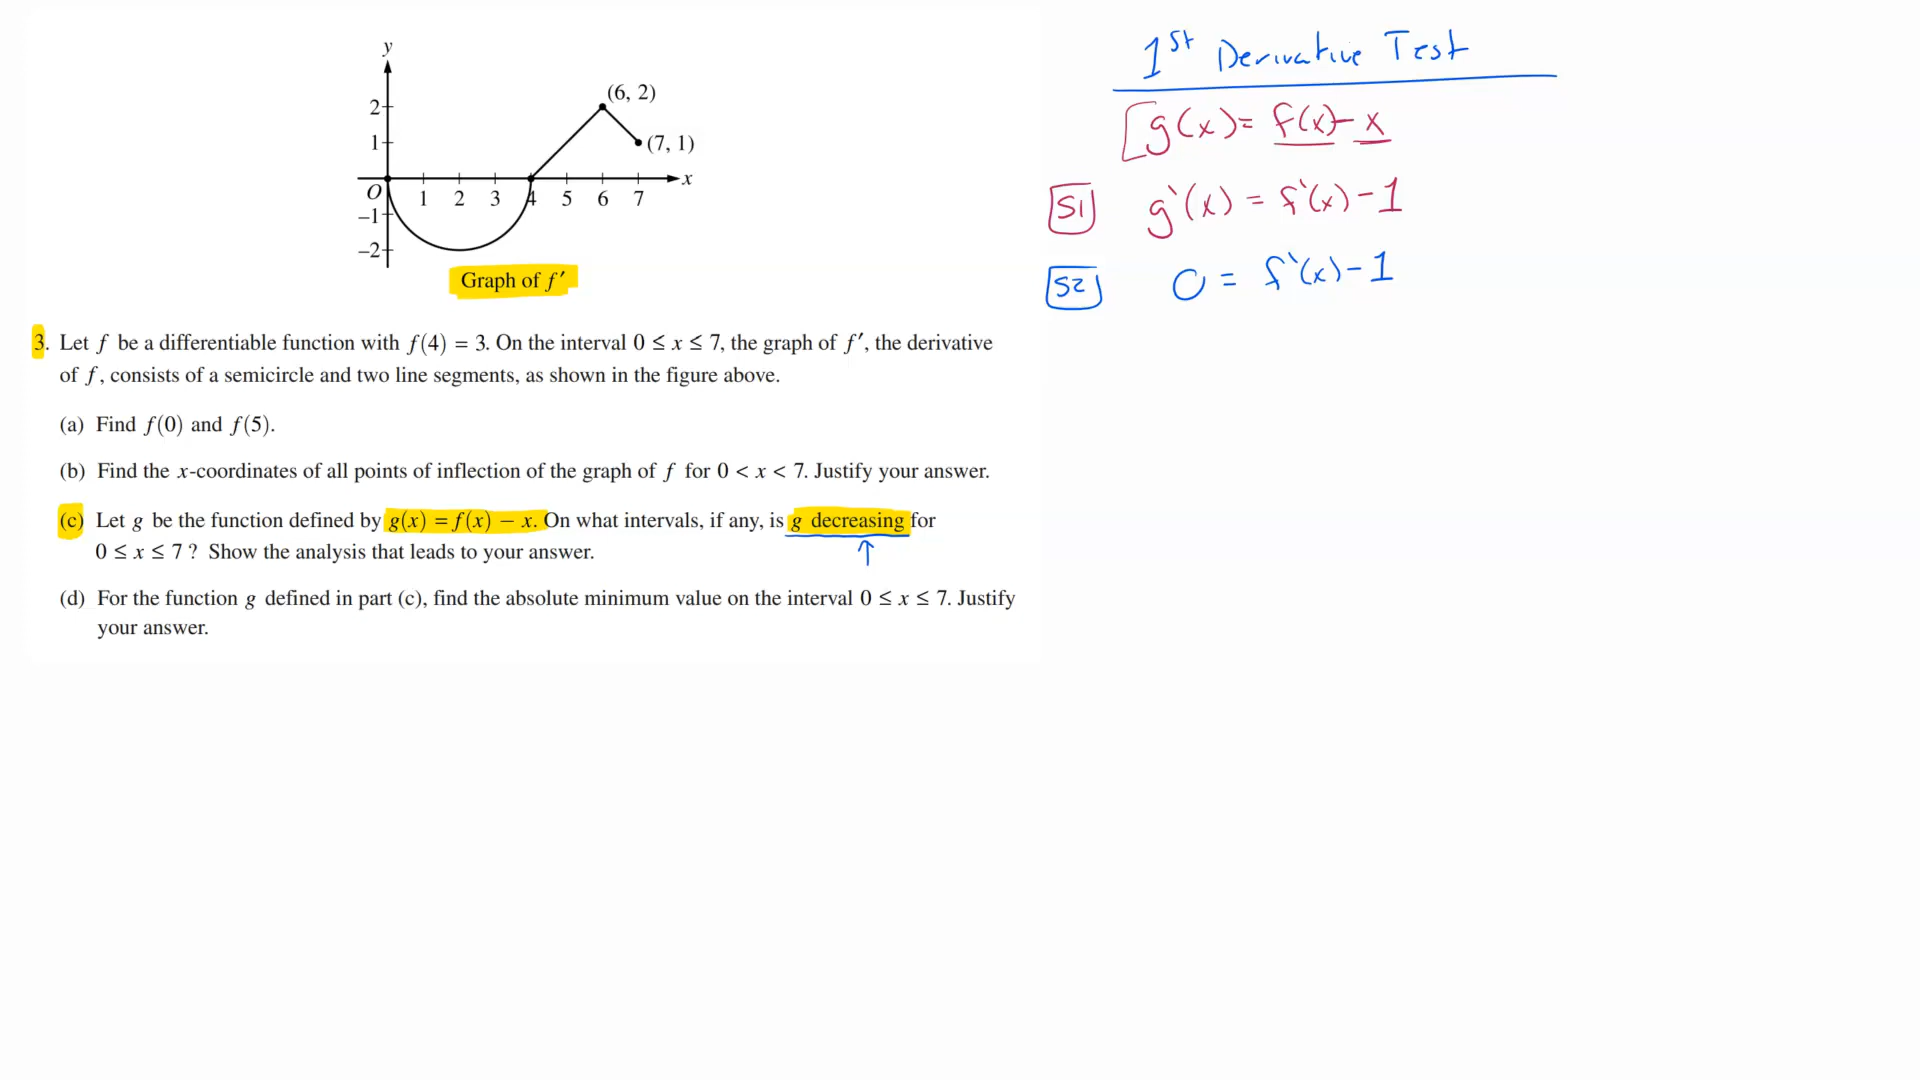 y
(6, 2)
2
1
(7, 1)
x
O
1 2 3 4 5 6 7
−1
−2
Graph of f′
3. Let f be a differentiable function with f(4) = 3. On the interval 0 ≤ x ≤ 7, the graph of f′, the derivative
of f, consists of a semicircle and two line segments, as shown in the figure above.
(a) Find f(0) and f(5).
(b) Find the x-coordinates of all points of inflection of the graph of f for 0 < x < 7. Justify your answer.
(c) Let g be the function defined by g(x) = f(x) − x. On what intervals, if any, is g decreasing for
0 ≤ x ≤ 7 ? Show the analysis that leads to your answer.
(d) For the function g defined in part (c), find the absolute minimum value on the interval 0 ≤ x ≤ 7. Justify
your answer.
1st Derivative Test
g(x) = f(x) - x
S1 g'(x) = f'(x) - 1
S2 0 = f'(x) - 1